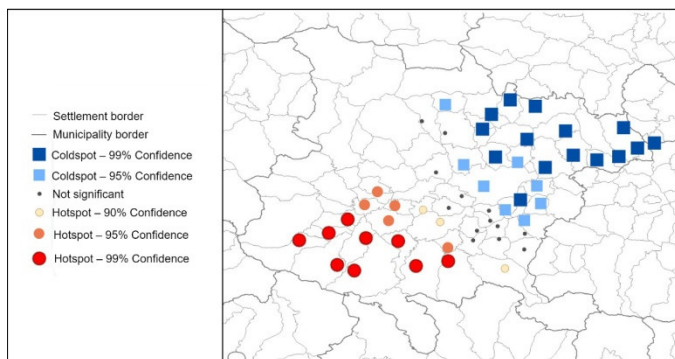 Settlement border
Municipality border
Coldspot – 99% Confidence
Coldspot – 95% Confidence
Not significant
Hotspot – 90% Confidence
Hotspot – 95% Confidence
Hotspot – 99% Confidence